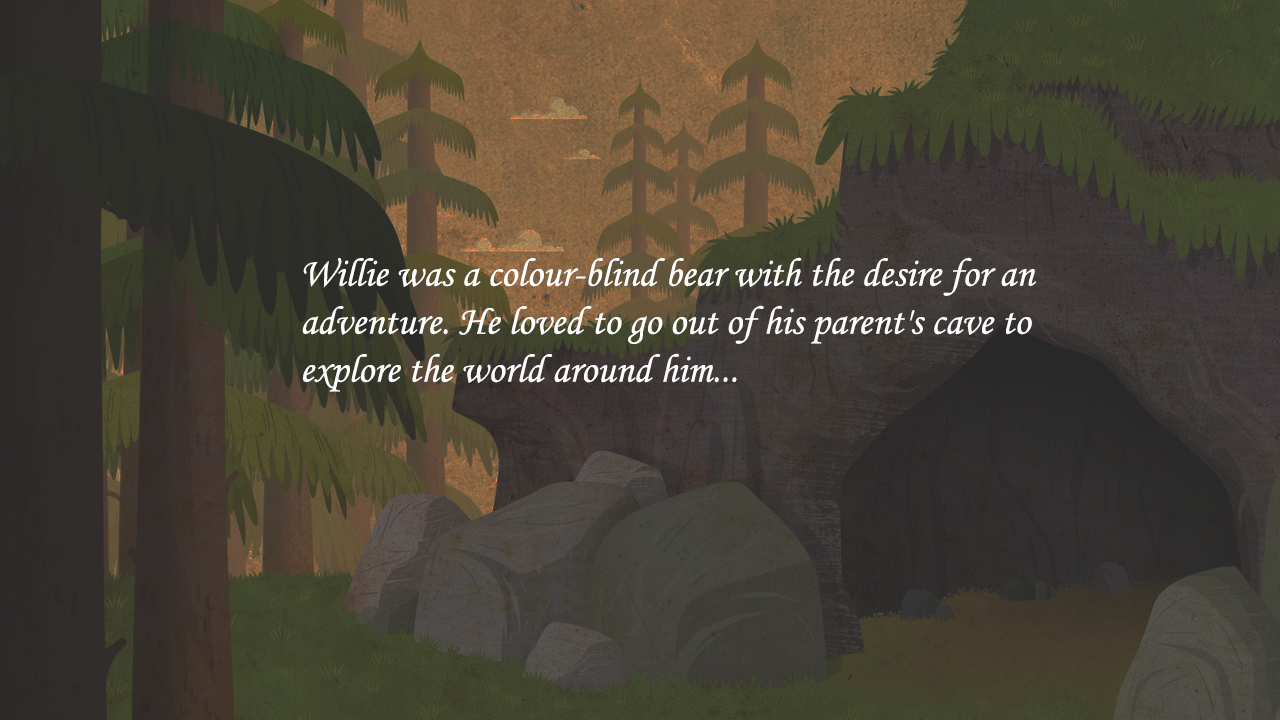 Willie was a colour-blind bear with the desire for an
adventure. He loved to go out of his parent's cave to
explore the world around him...